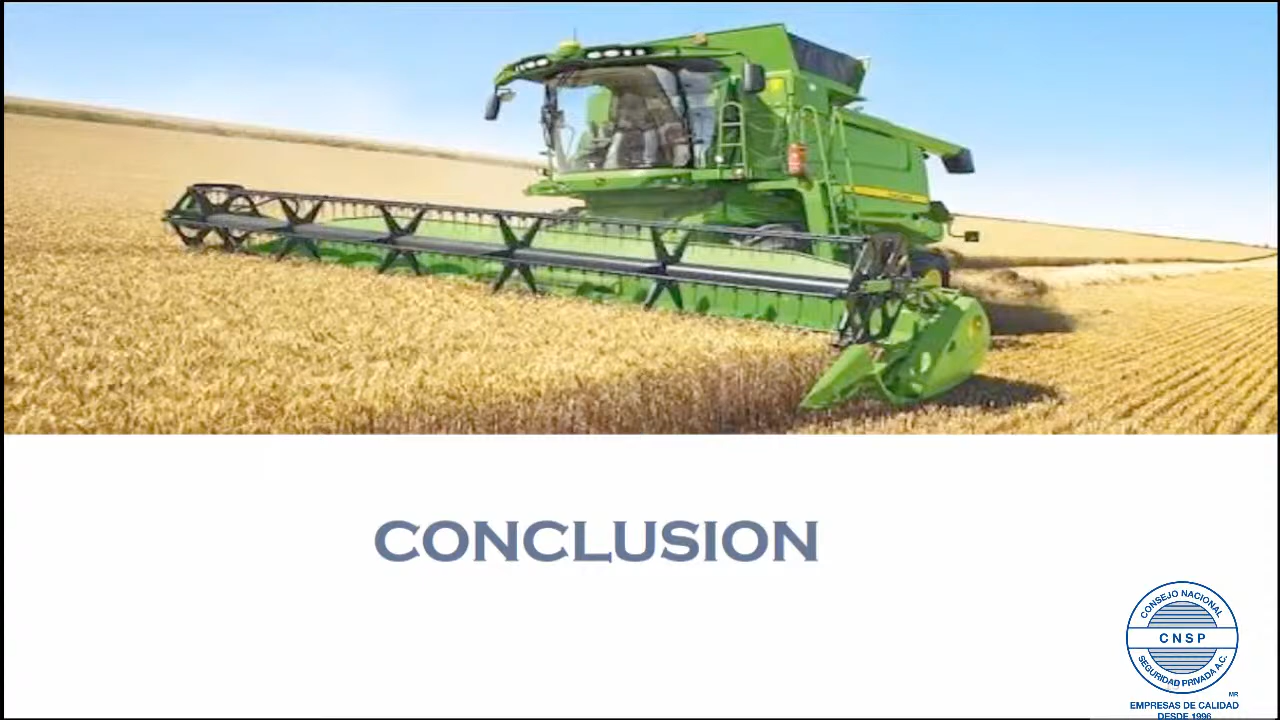 CONCLUSION
CONSEJO NACIONAL
CNSP
SEGURIDAD PRIVADA A.C.
MR
EMPRESAS DE CALIDAD
DESDE 1996